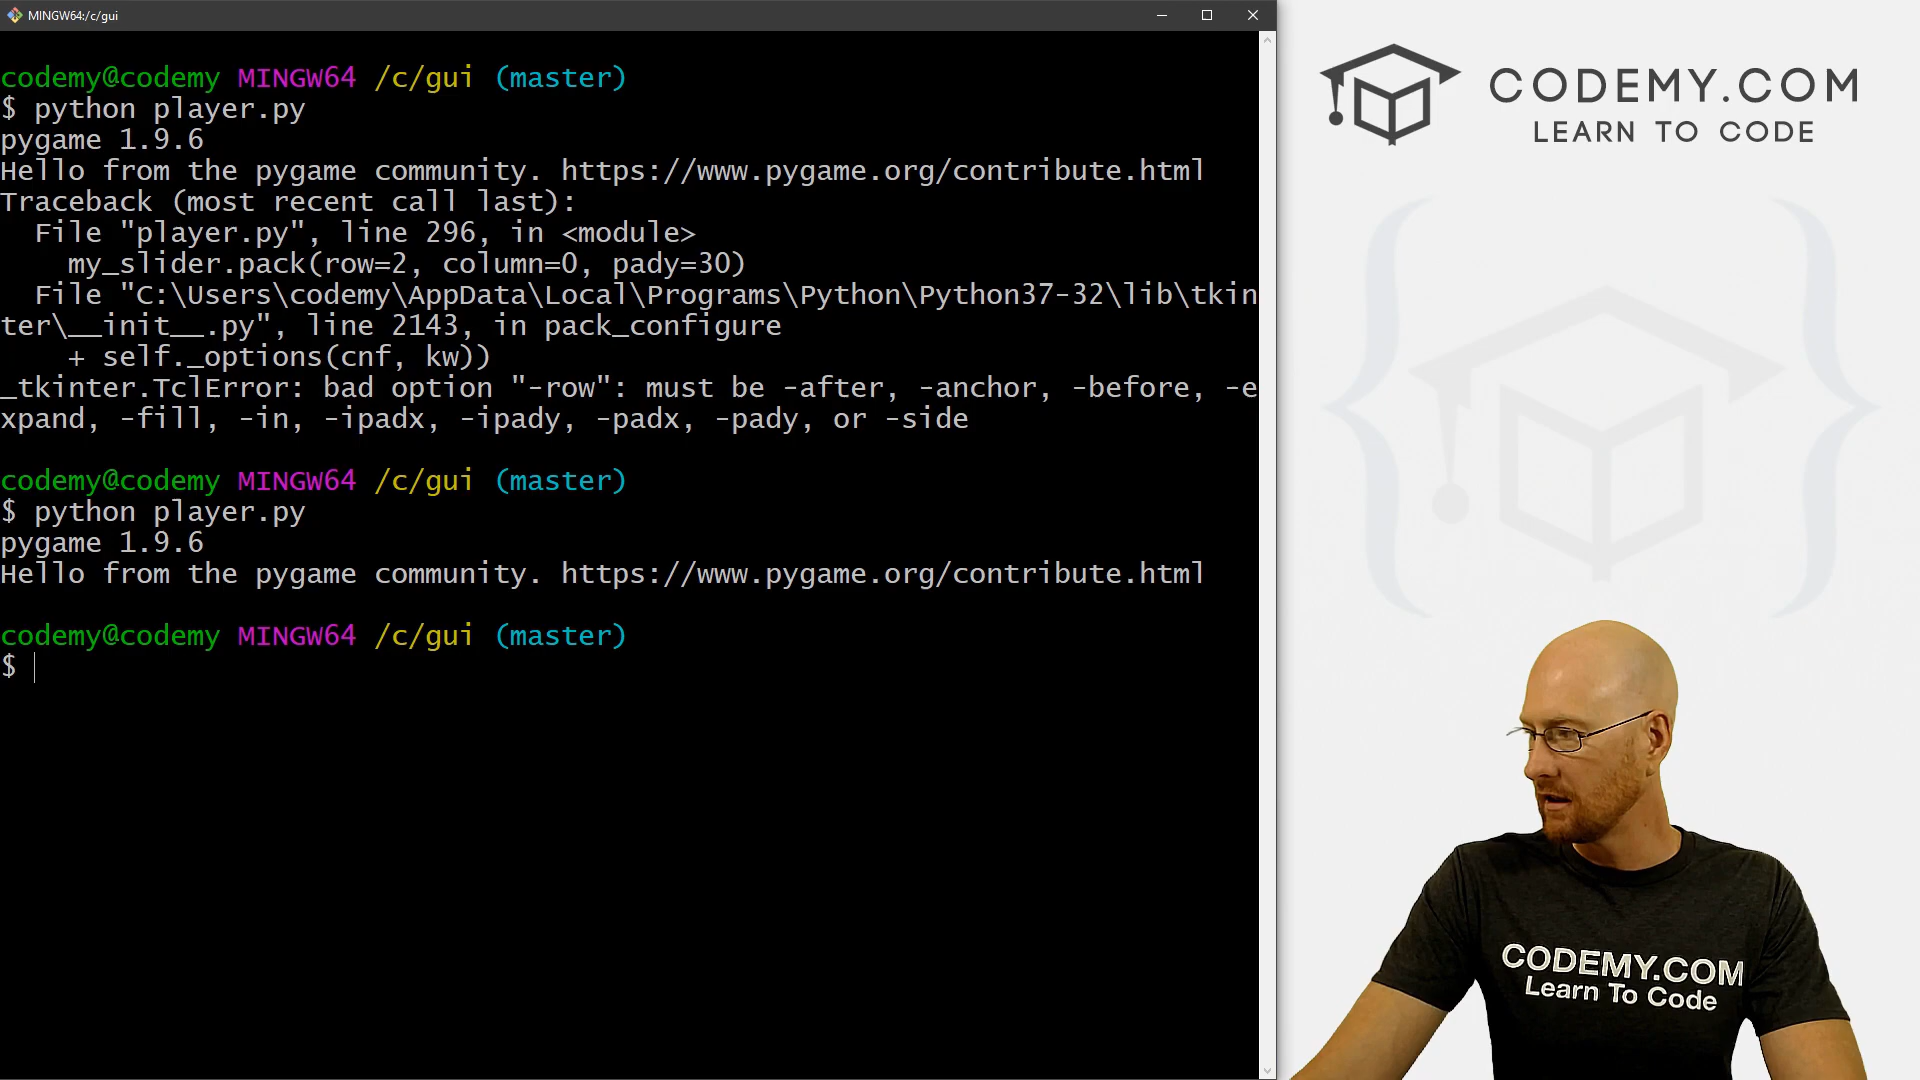 MINGW64:/c/gui
codemy@codemy MINGW64 /c/gui (master)
$ python player.py
pygame 1.9.6
Hello from the pygame community. https://www.pygame.org/contribute.html
Traceback (most recent call last):
  File "player.py", line 296, in <module>
    my_slider.pack(row=2, column=0, pady=30)
  File "C:\Users\codemy\AppData\Local\Programs\Python\Python37-32\lib\tkin
ter\__init__.py", line 2143, in pack_configure
    + self._options(cnf, kw))
_tkinter.TclError: bad option "-row": must be -after, -anchor, -before, -e
xpand, -fill, -in, -ipadx, -ipady, -padx, -pady, or -side
codemy@codemy MINGW64 /c/gui (master)
$ python player.py
pygame 1.9.6
Hello from the pygame community. https://www.pygame.org/contribute.html
codemy@codemy MINGW64 /c/gui (master)
$
CODEMY.COM
LEARN TO CODE
CODEMY.COM
Learn To Code